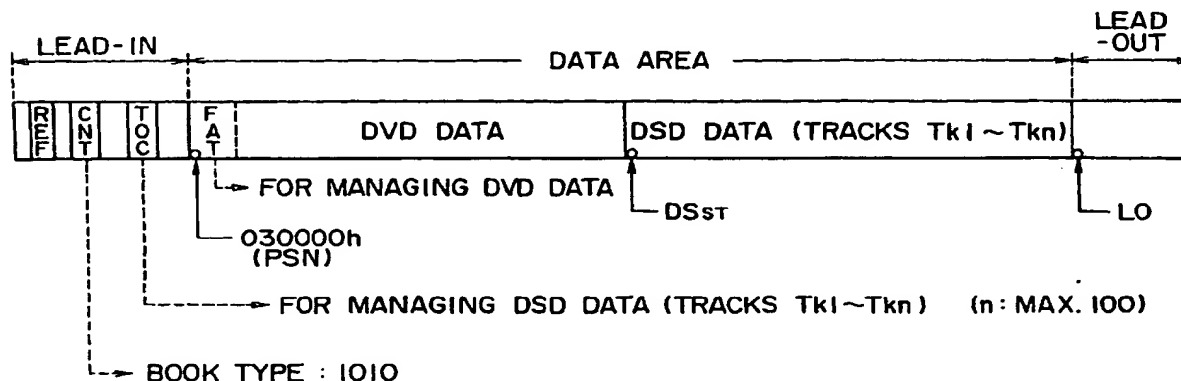 LEAD-IN
DATA AREA
LEAD
-OUT
REF
CNT
TOC
FAT
DVD DATA
DSD DATA (TRACKS Tk1~Tkn)
FOR MANAGING DVD DATA
DSST
LO
030000h
(PSN)
FOR MANAGING DSD DATA (TRACKS Tk1~Tkn) (n: MAX. 100)
BOOK TYPE : 1010